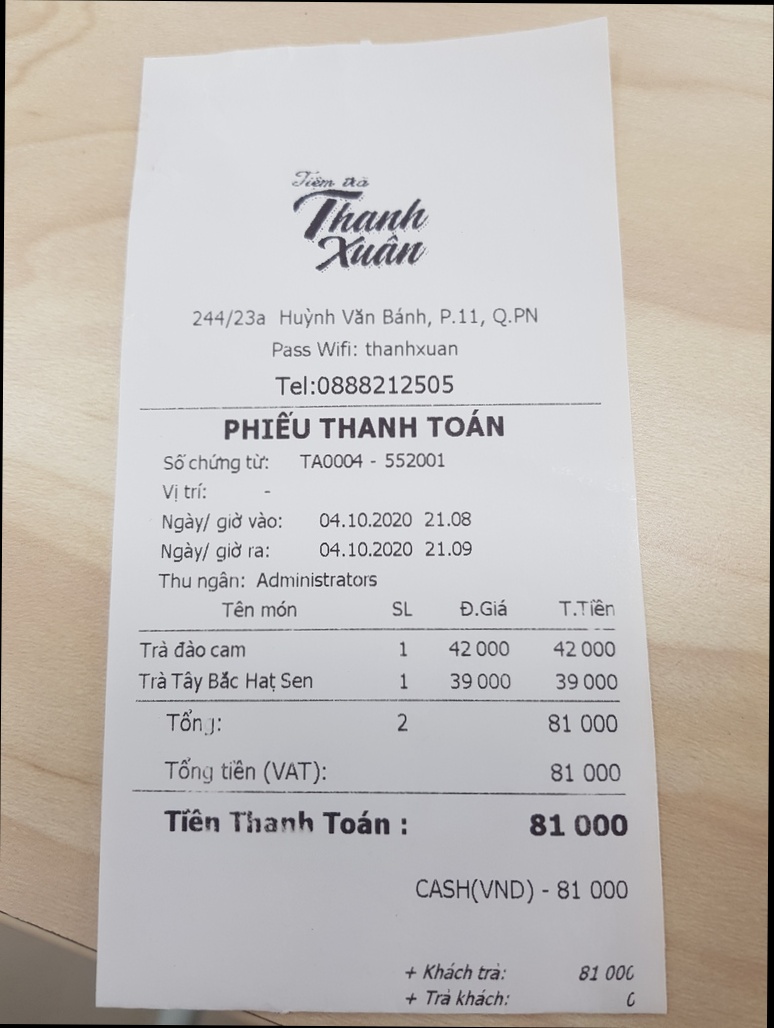 Tiệm trà
Thanh
Xuân
244/23a Huỳnh Văn Bánh, P.11, Q.PN
Pass Wifi: thanhxuan
Tel:0888212505
PHIẾU THANH TOÁN
Số chứng từ: TA0004 - 552001
Vị trí: -
Ngày/ giờ vào: 04.10.2020 21.08
Ngày/ giờ ra: 04.10.2020 21.09
Thu ngân: Administrators
Tên món SL Đ.Giá T.Tiền
Trà đào cam 1 42 000 42 000
Trà Tây Bắc Hạt Sen 1 39 000 39 000
Tổng: 2 81 000
Tổng tiền (VAT): 81 000
Tiền Thanh Toán : 81 000
CASH(VND) - 81 000
+ Khách trả: 81 000
+ Trả khách: 0